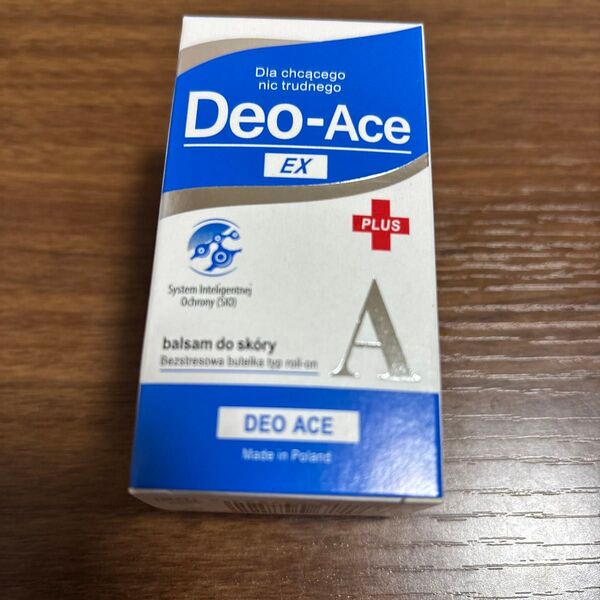 Dla chcącego
nic trudnego
Deo-Ace
EX
PLUS
System Inteligentnej
Ochrony (SIO)
A
balsam do skóry
Bezstresowa butelka typ roll-on
DEO ACE
Made in Poland